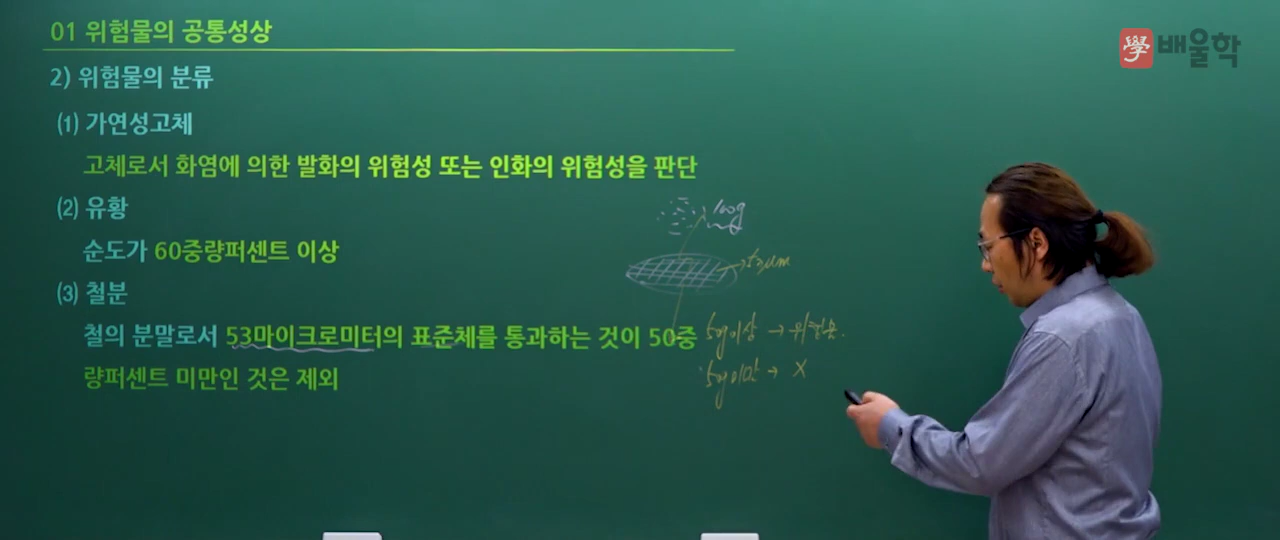 01 위험물의 공통성상
學 배울학
2) 위험물의 분류
(1) 가연성고체
고체로서 화염에 의한 발화의 위험성 또는 인화의 위험성을 판단
(2) 유황
100g
순도가 60중량퍼센트 이상
53μm
(3) 철분
철의 분말로서 53마이크로미터의 표준체를 통과하는 것이 50중
이상 → 위험물.
량퍼센트 미만인 것은 제외
미만 → X